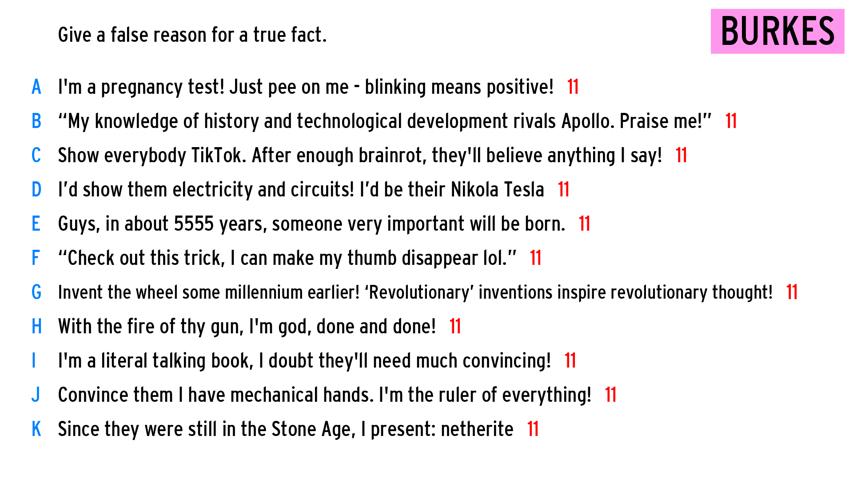 Give a false reason for a true fact.
BURKES
A I'm a pregnancy test! Just pee on me - blinking means positive! 11
B “My knowledge of history and technological development rivals Apollo. Praise me!” 11
C Show everybody TikTok. After enough brainrot, they'll believe anything I say! 11
D I’d show them electricity and circuits! I’d be their Nikola Tesla 11
E Guys, in about 5555 years, someone very important will be born. 11
F “Check out this trick, I can make my thumb disappear lol.” 11
G Invent the wheel some millennium earlier! ‘Revolutionary’ inventions inspire revolutionary thought! 11
H With the fire of thy gun, I'm god, done and done! 11
I I'm a literal talking book, I doubt they'll need much convincing! 11
J Convince them I have mechanical hands. I'm the ruler of everything! 11
K Since they were still in the Stone Age, I present: netherite 11